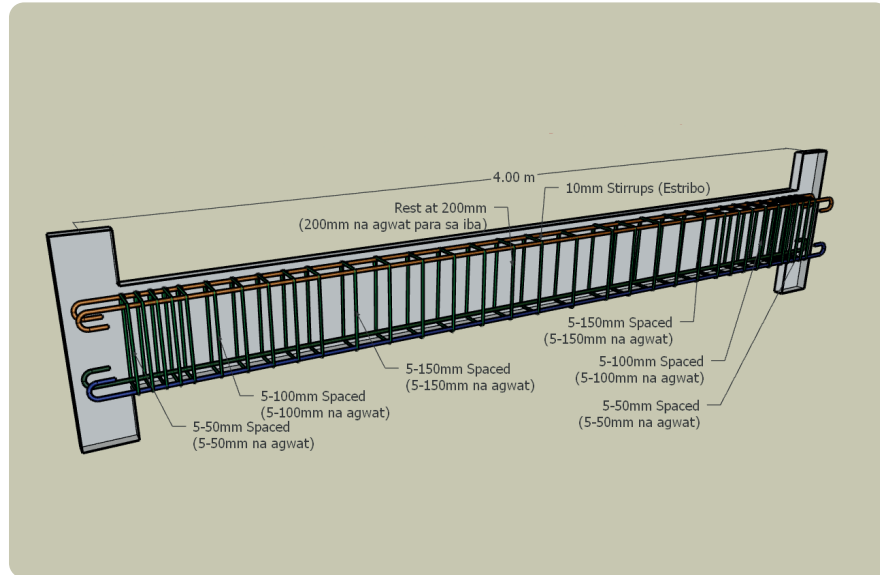 4.00 m
10mm Stirrups (Estribo)
Rest at 200mm
(200mm na agwat para sa iba)
5-150mm Spaced
(5-150mm na agwat)
5-100mm Spaced
(5-100mm na agwat)
5-50mm Spaced
(5-50mm na agwat)
5-150mm Spaced
(5-150mm na agwat)
5-100mm Spaced
(5-100mm na agwat)
5-50mm Spaced
(5-50mm na agwat)